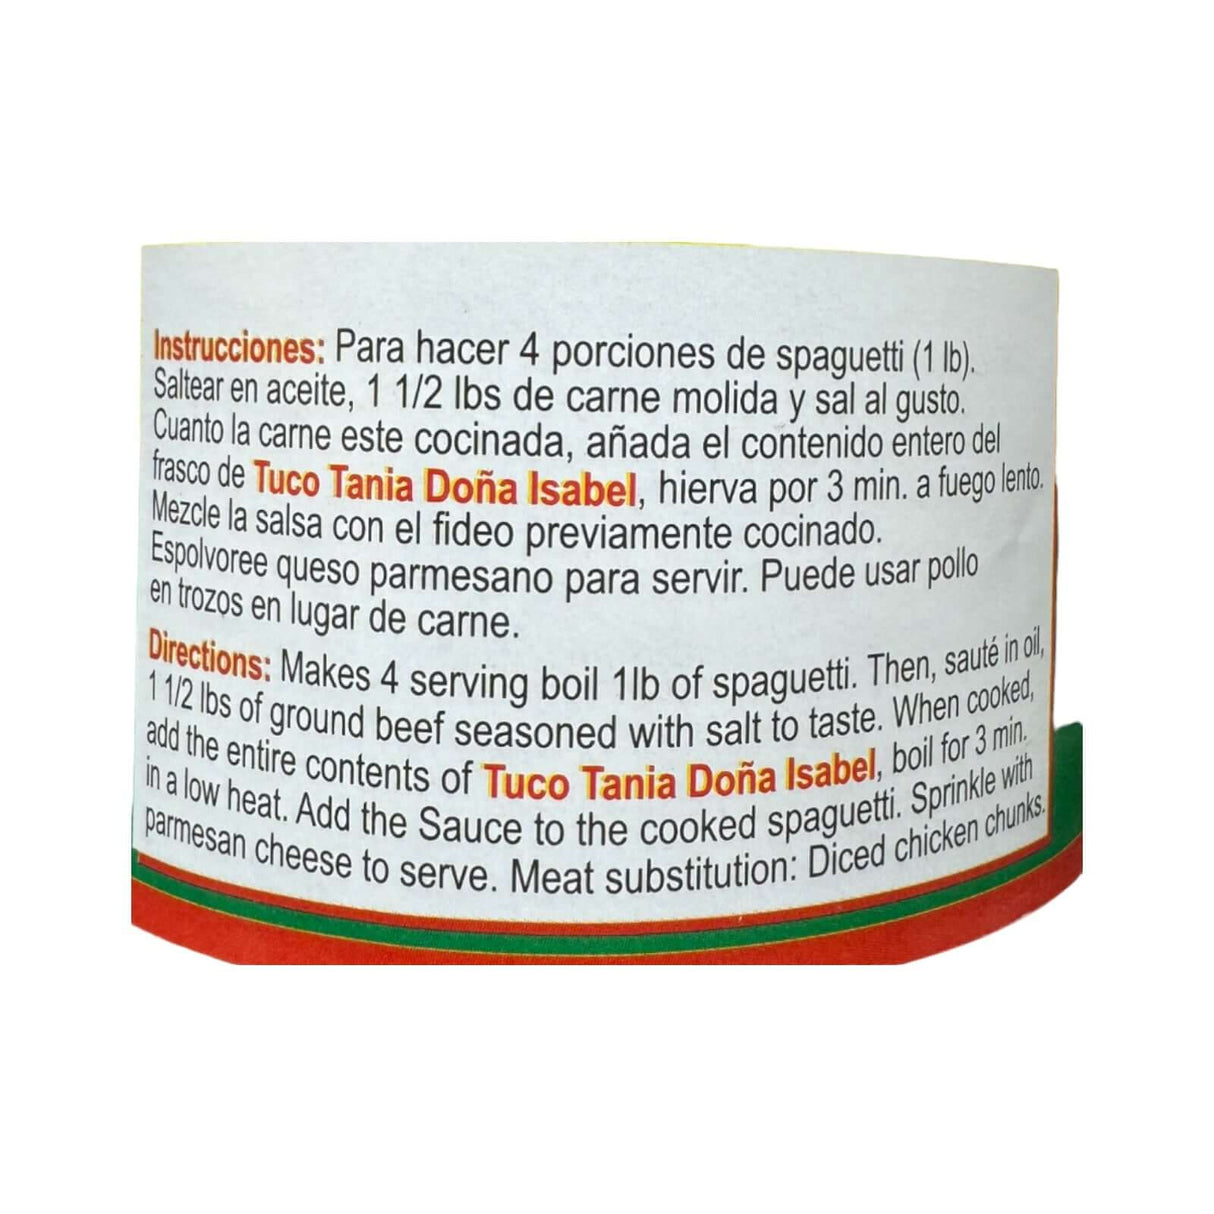 Instrucciones: Para hacer 4 porciones de spaguetti (1 lb).
Saltear en aceite, 1 1/2 lbs de carne molida y sal al gusto.
Cuanto la carne este cocinada, añada el contenido entero del
frasco de Tuco Tania Doña Isabel, hierva por 3 min. a fuego lento.
Mezcle la salsa con el fideo previamente cocinado.
Espolvoree queso parmesano para servir. Puede usar pollo
en trozos en lugar de carne.
Directions: Makes 4 serving boil 1lb of spaguetti. Then, sauté in oil,
1 1/2 lbs of ground beef seasoned with salt to taste. When cooked,
add the entire contents of Tuco Tania Doña Isabel, boil for 3 min.
in a low heat. Add the Sauce to the cooked spaguetti. Sprinkle with
parmesan cheese to serve. Meat substitution: Diced chicken chunks.